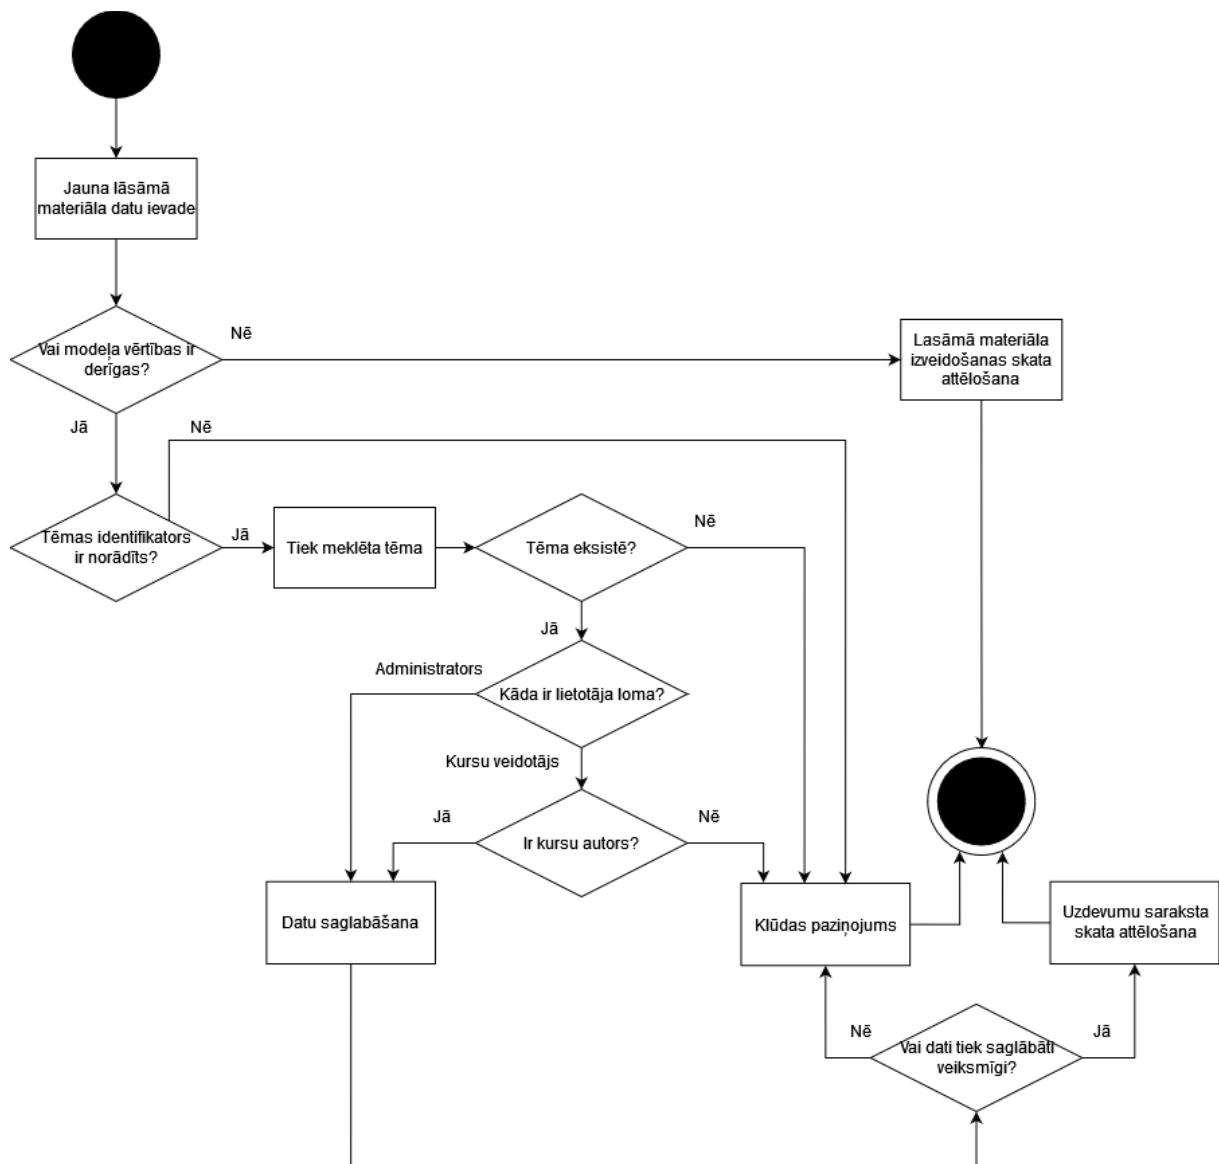 Jauna lāsāmā
materiāla datu ievade
Vai modeļa vērtības ir
derīgas?
Nē
Lasāmā materiāla
izveidošanas skata
attēlošana
Jā
Nē
Tēmas identifikators
ir norādīts?
Jā
Tiek meklēta tēma
Tēma eksistē?
Nē
Jā
Administrators
Kāda ir lietotāja loma?
Kursu veidotājs
Jā
Ir kursu autors?
Nē
Datu saglabāšana
Klūdas paziņojums
Uzdevumu saraksta
skata attēlošana
Nē
Vai dati tiek saglābāti
veiksmīgi?
Jā